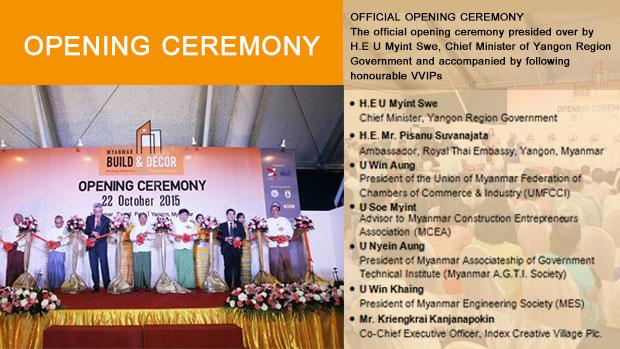 OPENING CEREMONY
MYANMAR
BUILD & DECOR
OPENING CEREMONY
22 October 2015
OFFICIAL OPENING CEREMONY
The official opening ceremony presided over by
H.E U Myint Swe, Chief Minister of Yangon Region
Government and accompanied by following
honourable VVIPs
• H.E U Myint Swe
Chief Minister, Yangon Region Government
• H.E. Mr. Pisanu Suvanajata
Ambassador, Royal Thai Embassy, Yangon, Myanmar
• U Win Aung
President of the Union of Myanmar Federation of
Chambers of Commerce & Industry (UMFCCI)
• U Soe Myint
Advisor to Myanmar Construction Entrepreneurs
Association (MCEA)
• U Nyein Aung
President of Myanmar Associateship of Government
Technical Institute (Myanmar A.G.T.I. Society)
• U Win Khaing
President of Myanmar Engineering Society (MES)
• Mr. Kriengkrai Kanjanapokin
Co-Chief Executive Officer, Index Creative Village Plc.
OPENING CEREMONY